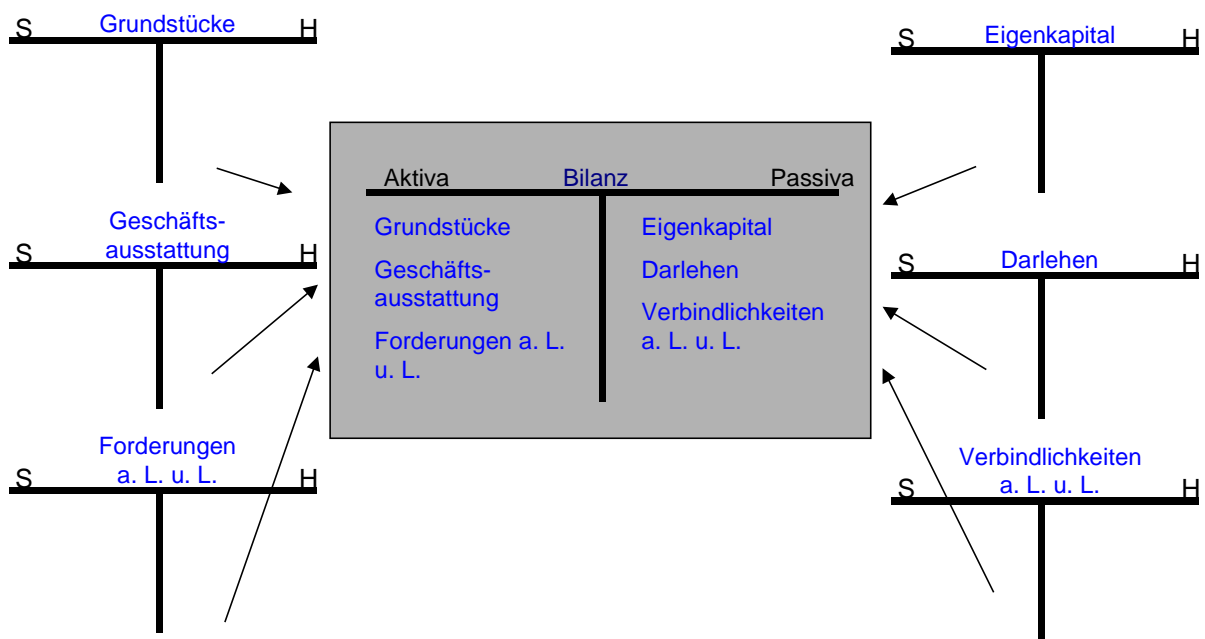 S Grundstücke H
Geschäfts-
S ausstattung H
Forderungen
S a. L. u. L. H
Aktiva Bilanz Passiva
Grundstücke
Geschäfts-
ausstattung
Forderungen a. L.
u. L.
Eigenkapital
Darlehen
Verbindlichkeiten
a. L. u. L.
S Eigenkapital H
S Darlehen H
Verbindlichkeiten
S a. L. u. L. H